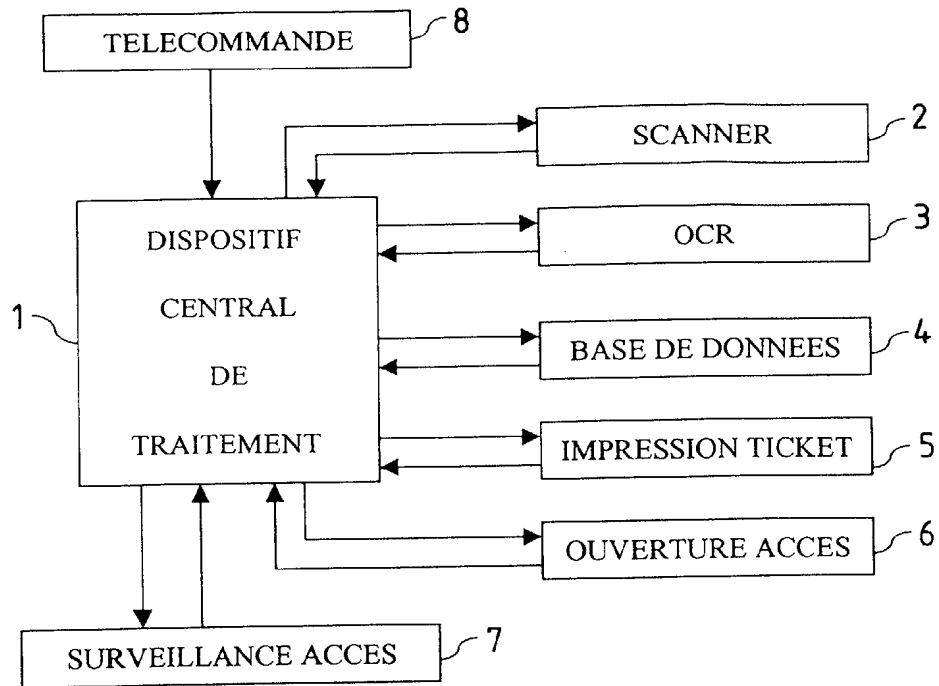 TELECOMMANDE
8
SCANNER
2
OCR
3
DISPOSITIF
CENTRAL
DE
TRAITEMENT
1
BASE DE DONNEES
4
IMPRESSION TICKET
5
OUVERTURE ACCES
6
SURVEILLANCE ACCES
7